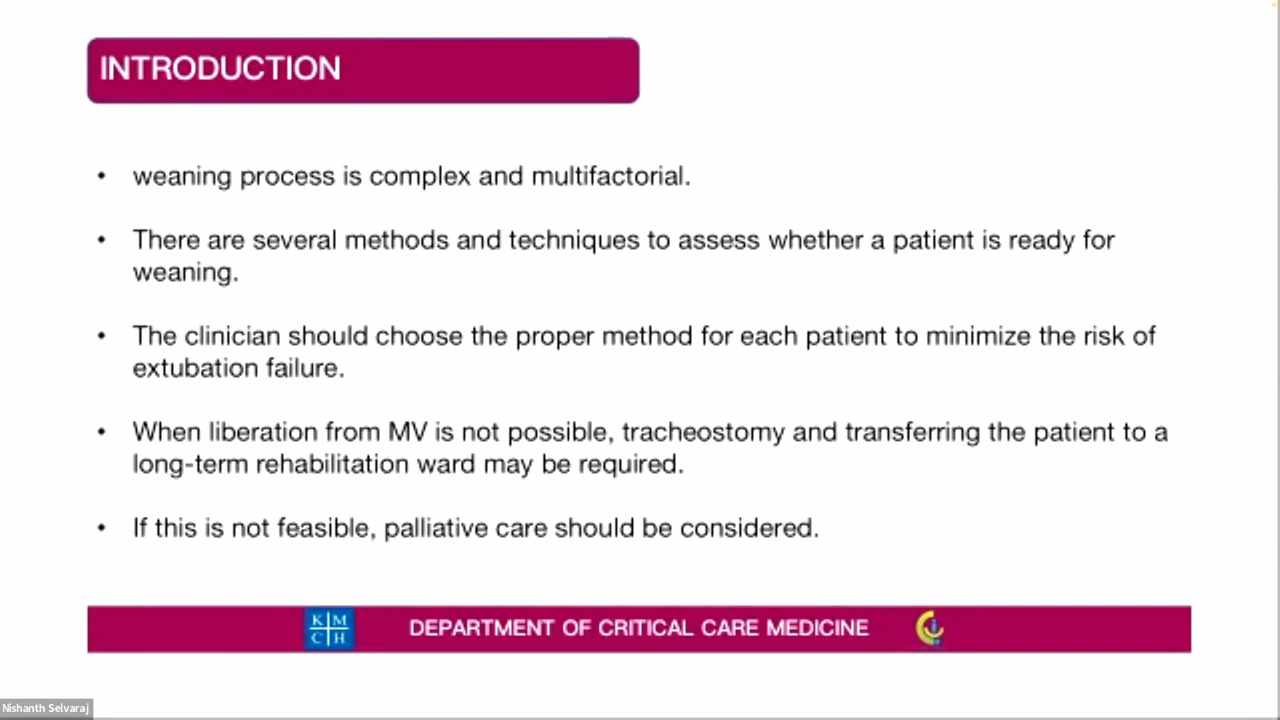 INTRODUCTION
• weaning process is complex and multifactorial.
• There are several methods and techniques to assess whether a patient is ready for
weaning.
• The clinician should choose the proper method for each patient to minimize the risk of
extubation failure.
• When liberation from MV is not possible, tracheostomy and transferring the patient to a
long-term rehabilitation ward may be required.
• If this is not feasible, palliative care should be considered.
K M
C H
DEPARTMENT OF CRITICAL CARE MEDICINE
Nishanth Selvaraj